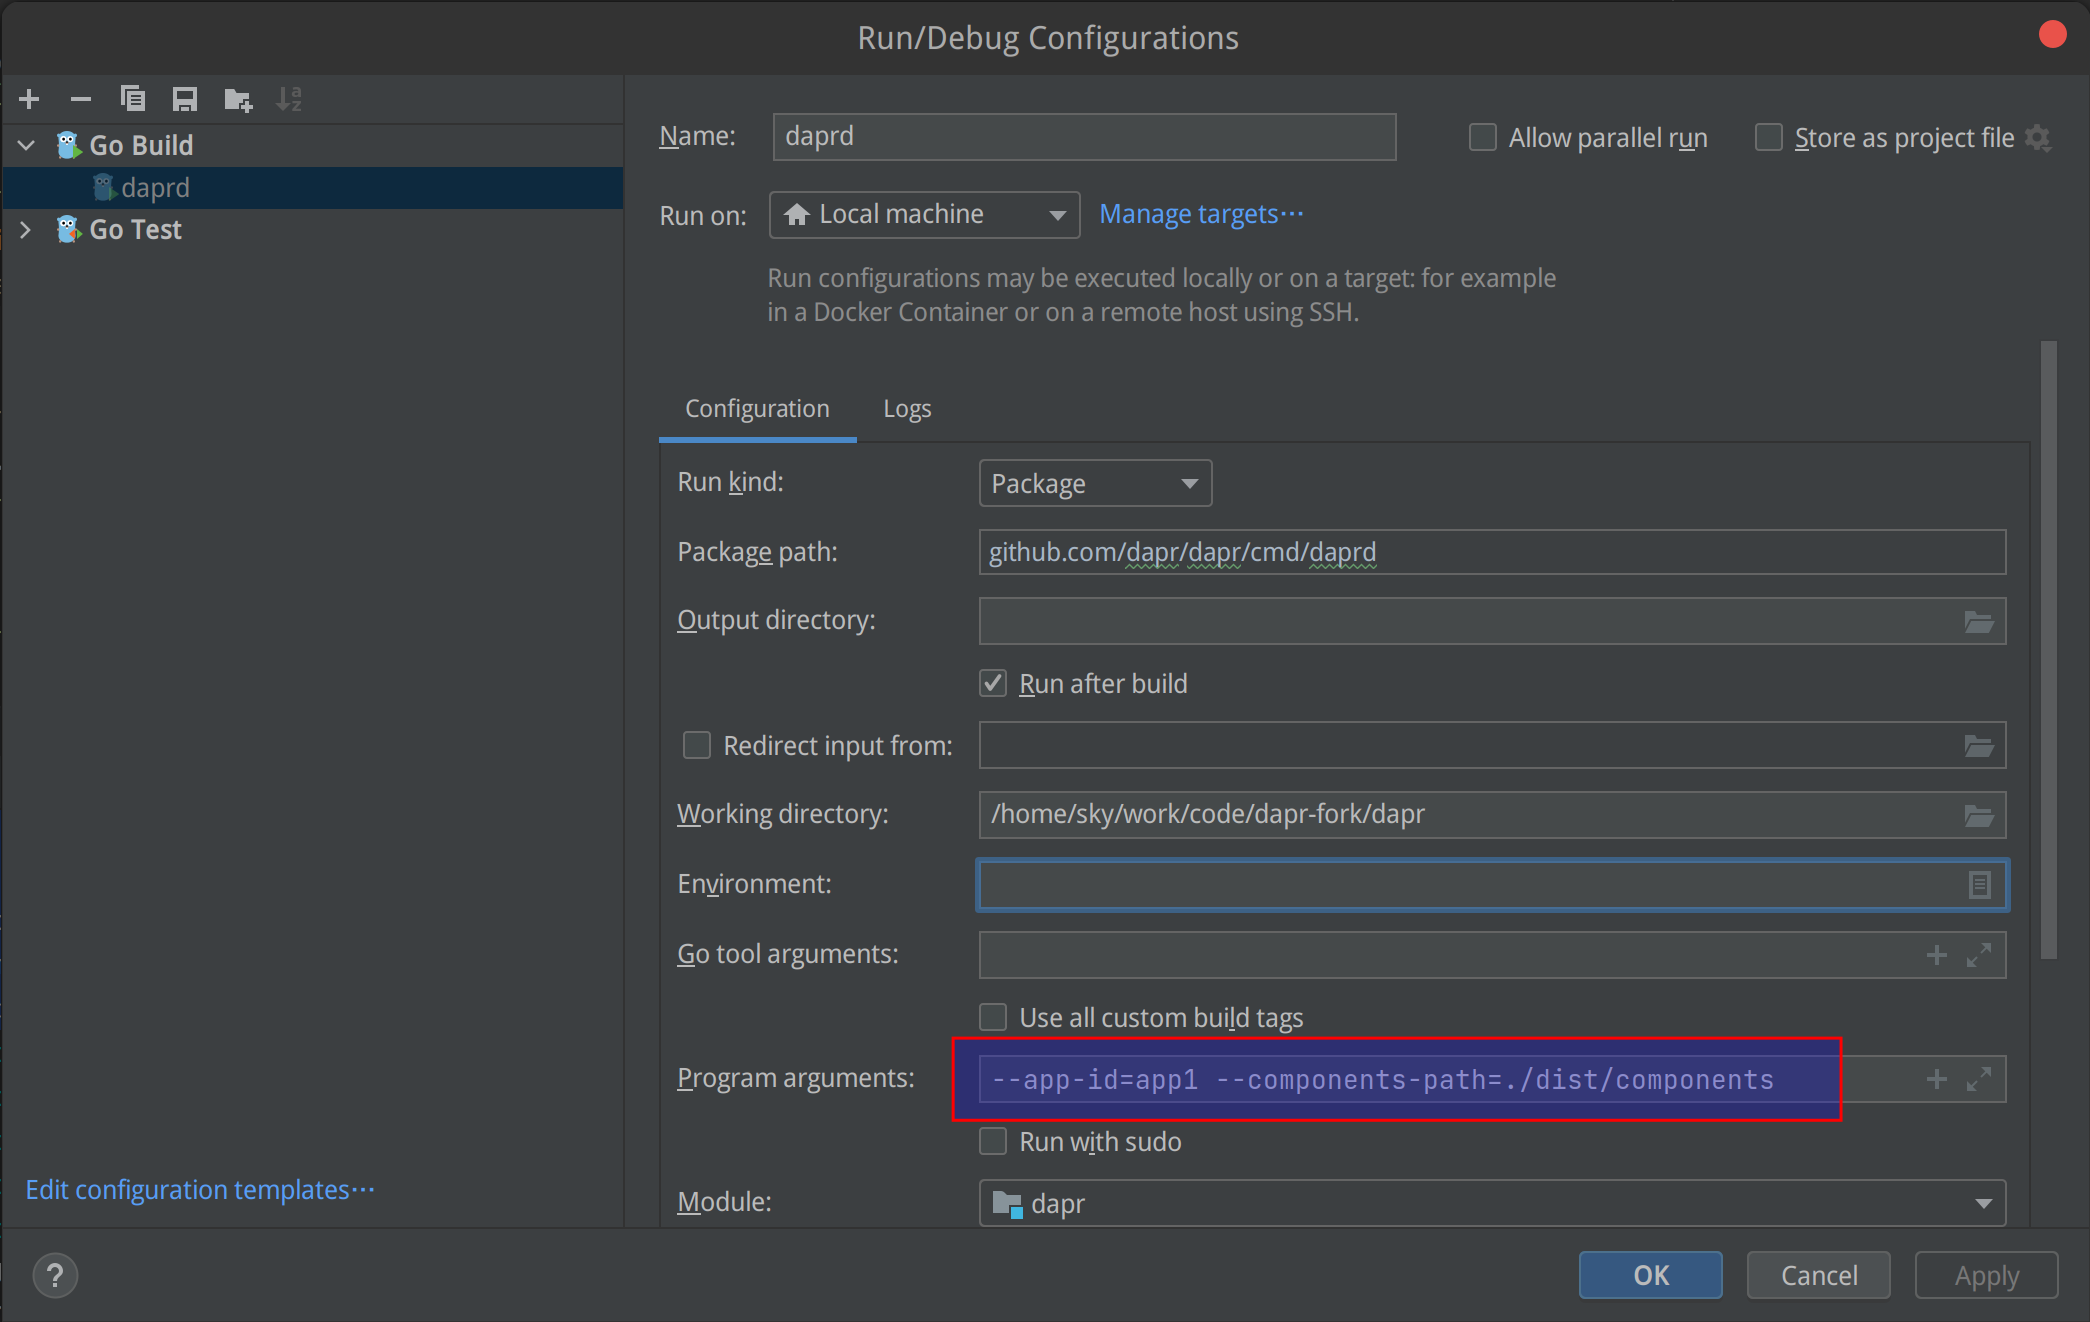 Run/Debug Configurations
Go Build
daprd
Go Test
Edit configuration templates...
Name: daprd
Allow parallel run
Store as project file
Run on: Local machine Manage targets...
Run configurations may be executed locally or on a target: for example
in a Docker Container or on a remote host using SSH.
Configuration Logs
Run kind: Package
Package path: github.com/dapr/dapr/cmd/daprd
Output directory:
Run after build
Redirect input from:
Working directory: /home/sky/work/code/dapr-fork/dapr
Environment:
Go tool arguments:
Use all custom build tags
Program arguments: --app-id=app1 --components-path=./dist/components
Run with sudo
Module: dapr
? OK Cancel Apply